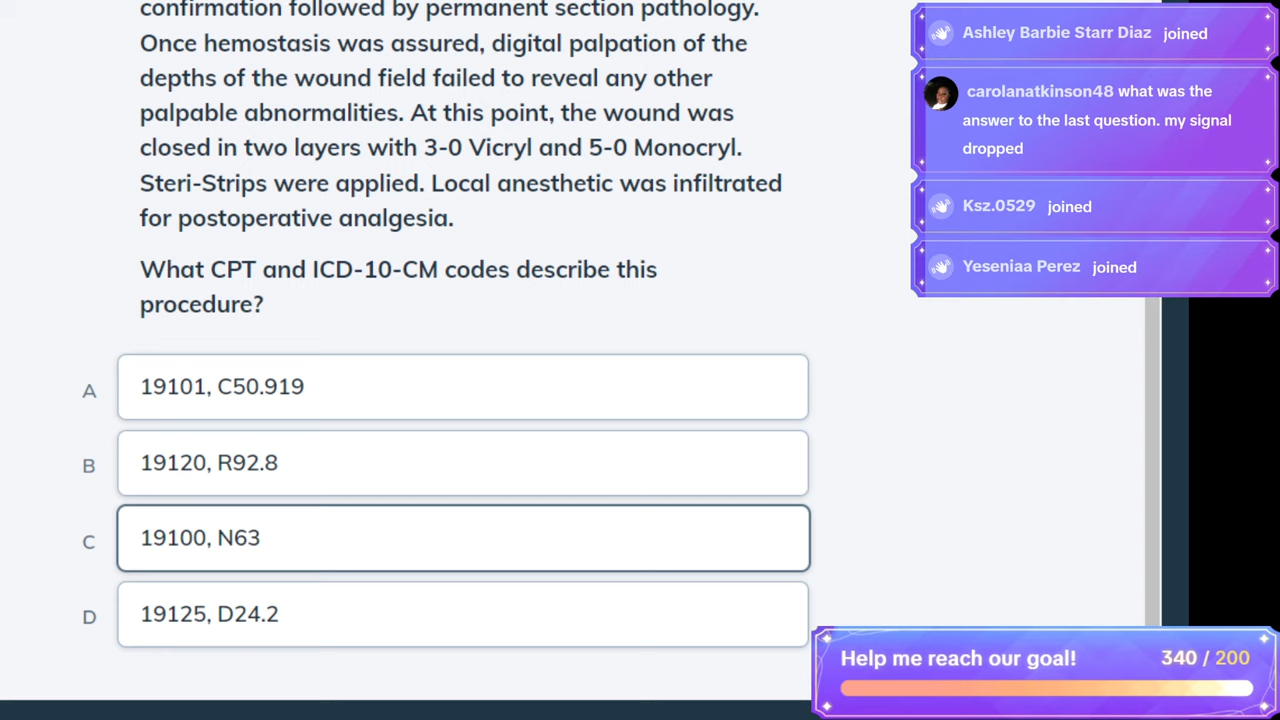 confirmation followed by permanent section pathology.
Once hemostasis was assured, digital palpation of the
depths of the wound field failed to reveal any other
palpable abnormalities. At this point, the wound was
closed in two layers with 3-0 Vicryl and 5-0 Monocryl.
Steri-Strips were applied. Local anesthetic was infiltrated
for postoperative analgesia.
What CPT and ICD-10-CM codes describe this
procedure?
A 19101, C50.919
B 19120, R92.8
C 19100, N63
D 19125, D24.2
Ashley Barbie Starr Diaz joined
carolanatkinson48 what was the
answer to the last question. my signal
dropped
Ksz.0529 joined
Yeseniaa Perez joined
Help me reach our goal! 340 / 200